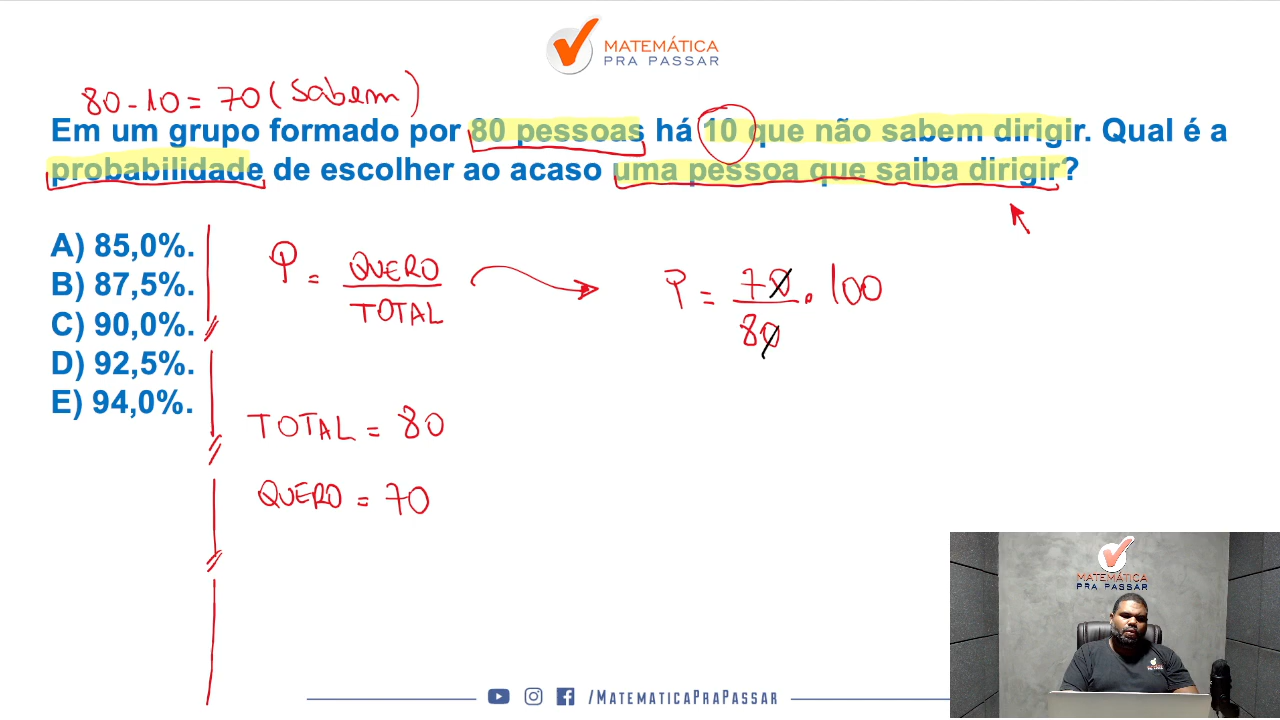 MATEMÁTICA
PRA PASSAR
80-10=70(Sabem)
Em um grupo formado por 80 pessoas há 10 que não sabem dirigir. Qual é a
probabilidade de escolher ao acaso uma pessoa que saiba dirigir?
A) 85,0%.
B) 87,5%.
C) 90,0%.
D) 92,5%.
E) 94,0%.
P = QUERO
TOTAL
P = 70 . 100
80
TOTAL = 80
QUERO = 70
MATEMÁTICA
PRA PASSAR
/MATEMATICAPRAPASSAR